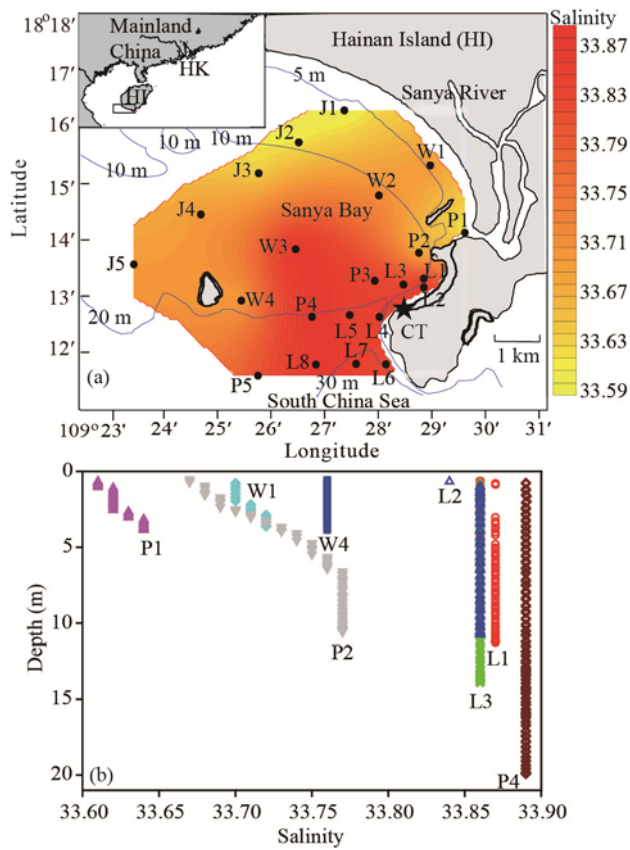 Salinity
18°18′
Mainland
China
HK
HI
Hainan Island (HI)
33.87
17′
5 m
Sanya River
33.83
J1
16′
10 m
10 m
10 m
J2
W1
33.79
Latitude
15′
J3
W2
33.75
J4
Sanya Bay
P1
33.71
14′
J5
W3
P2
P3
L3
L1
33.67
13′
W4
P4
L2
20 m
L5
L4
CT
33.63
12′
L8
L7
L6
1 km
(a)
P5
30 m
33.59
South China Sea
109°23′
24′
25′
26′
27′
28′
29′
30′
31′
Longitude
0
W1
L2
P1
W4
5
Depth (m)
P2
10
L1
L3
15
(b)
P4
20
33.60
33.65
33.70
33.75
33.80
33.85
33.90
Salinity